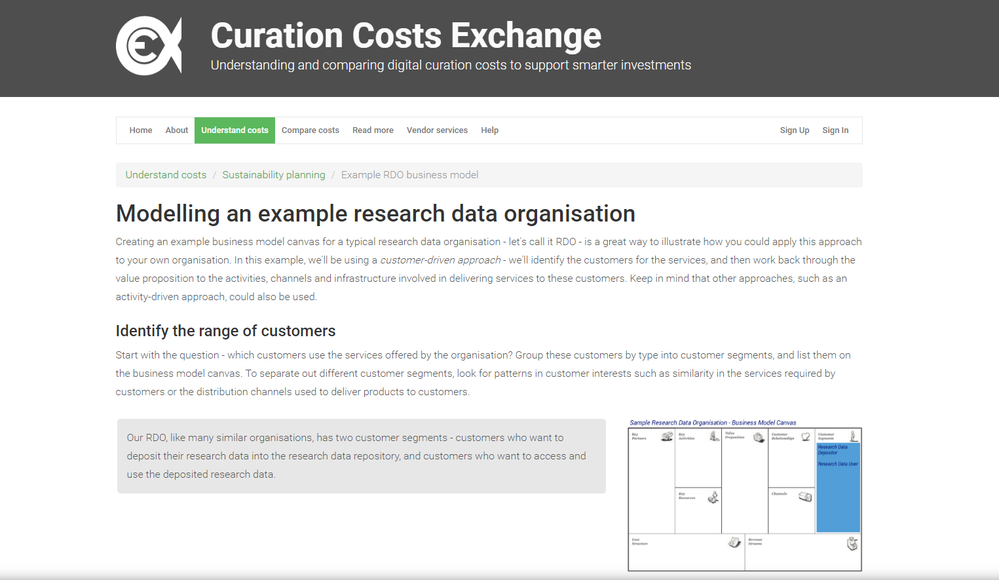 Curation Costs Exchange
Understanding and comparing digital curation costs to support smarter investments
Home About Understand costs Compare costs Read more Vendor services Help Sign Up Sign In
Understand costs / Sustainability planning / Example RDO business model
Modelling an example research data organisation
Creating an example business model canvas for a typical research data organisation - let's call it RDO - is a great way to illustrate how you could apply this approach
to your own organisation. In this example, we'll be using a customer-driven approach - we'll identify the customers for the services, and then work back through the
value proposition to the activities, channels and infrastructure involved in delivering services to these customers. Keep in mind that other approaches, such as an
activity-driven approach, could also be used.
Identify the range of customers
Start with the question - which customers use the services offered by the organisation? Group these customers by type into customer segments, and list them on
the business model canvas. To separate out different customer segments, look for patterns in customer interests such as similarity in the services required by
customers or the distribution channels used to deliver products to customers.
Our RDO, like many similar organisations, has two customer segments - customers who want to
deposit their research data into the research data repository, and customers who want to access and
use the deposited research data.
Sample Research Data Organisation - Business Model Canvas
Key
Partners
Key
Activities
Value
Proposition
Customer
Relationships
Customer
Segments
Research Data
Depositor
Research Data User
Key
Resources
Channels
Cost
Structure
Revenue
Streams